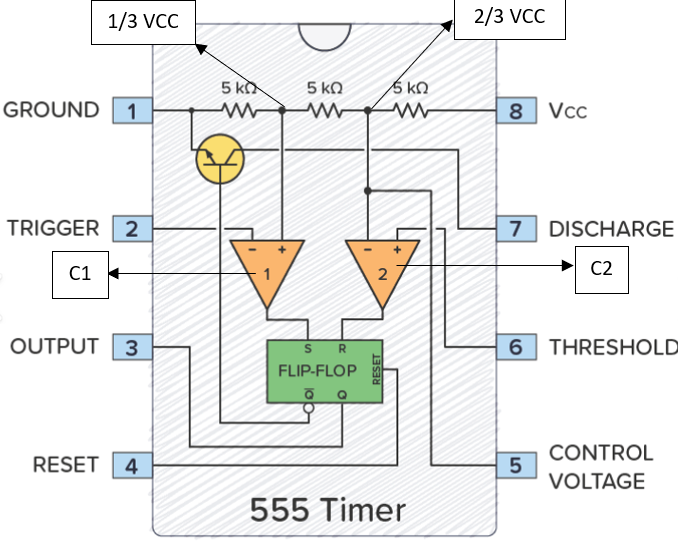 1/3 VCC
2/3 VCC
5 kΩ 5 kΩ 5 kΩ
GROUND 1
8 Vcc
TRIGGER 2
7 DISCHARGE
- +
- +
1
2
C1
C2
OUTPUT 3
6 THRESHOLD
S R
FLIP-FLOP
RESET
Q̅ Q
RESET 4
5 CONTROL
VOLTAGE
555 Timer